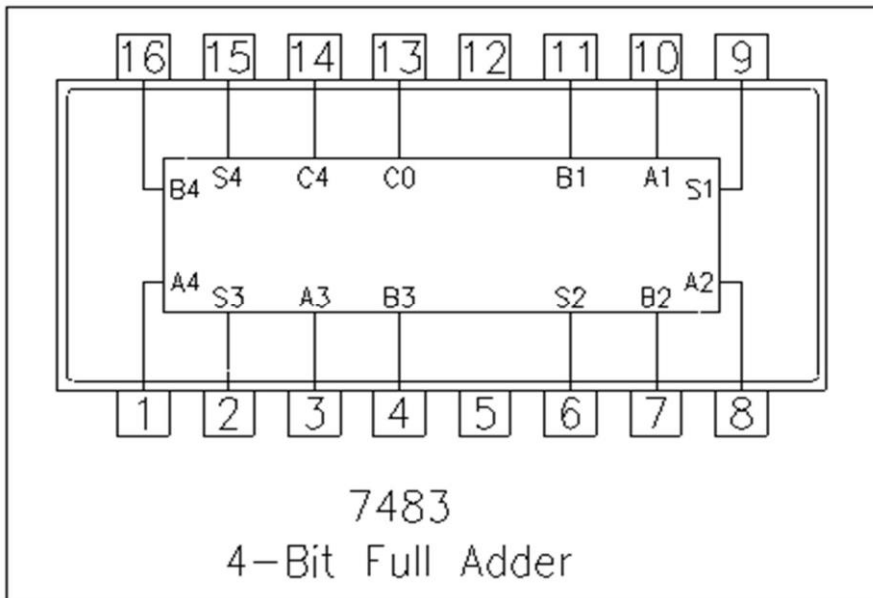 16 15 14 13 12 11 10 9
B4 S4 C4 C0 B1 A1 S1
A4 S3 A3 B3 S2 B2 A2
1 2 3 4 5 6 7 8
7483
4-Bit Full Adder